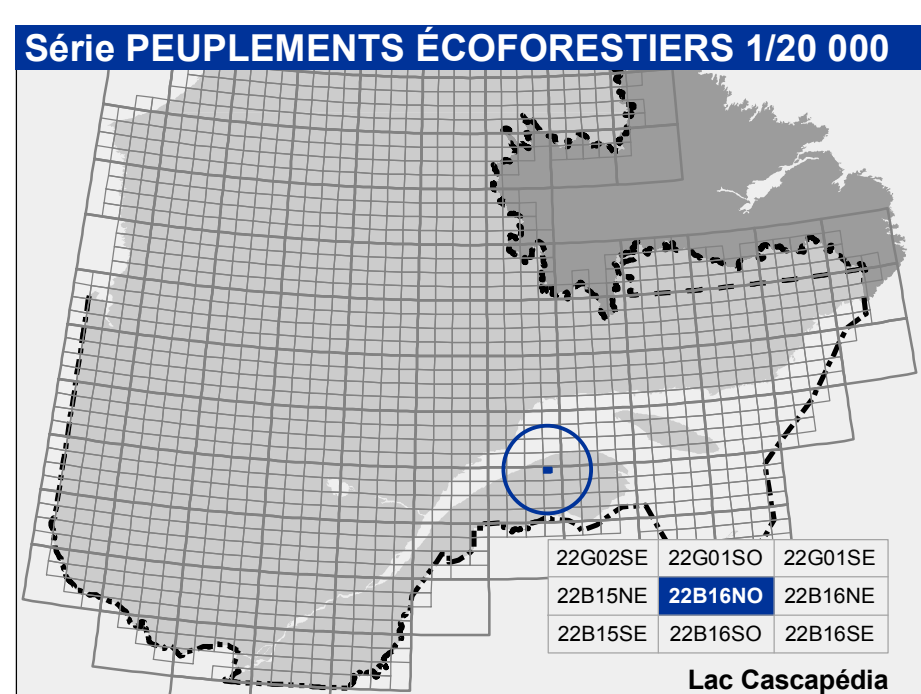 Série PEUPLEMENTS ÉCOFORESTIERS 1/20 000
22G02SE 22G01SO 22G01SE
22B15NE 22B16NO 22B16NE
22B15SE 22B16SO 22B16SE
Lac Cascapédia